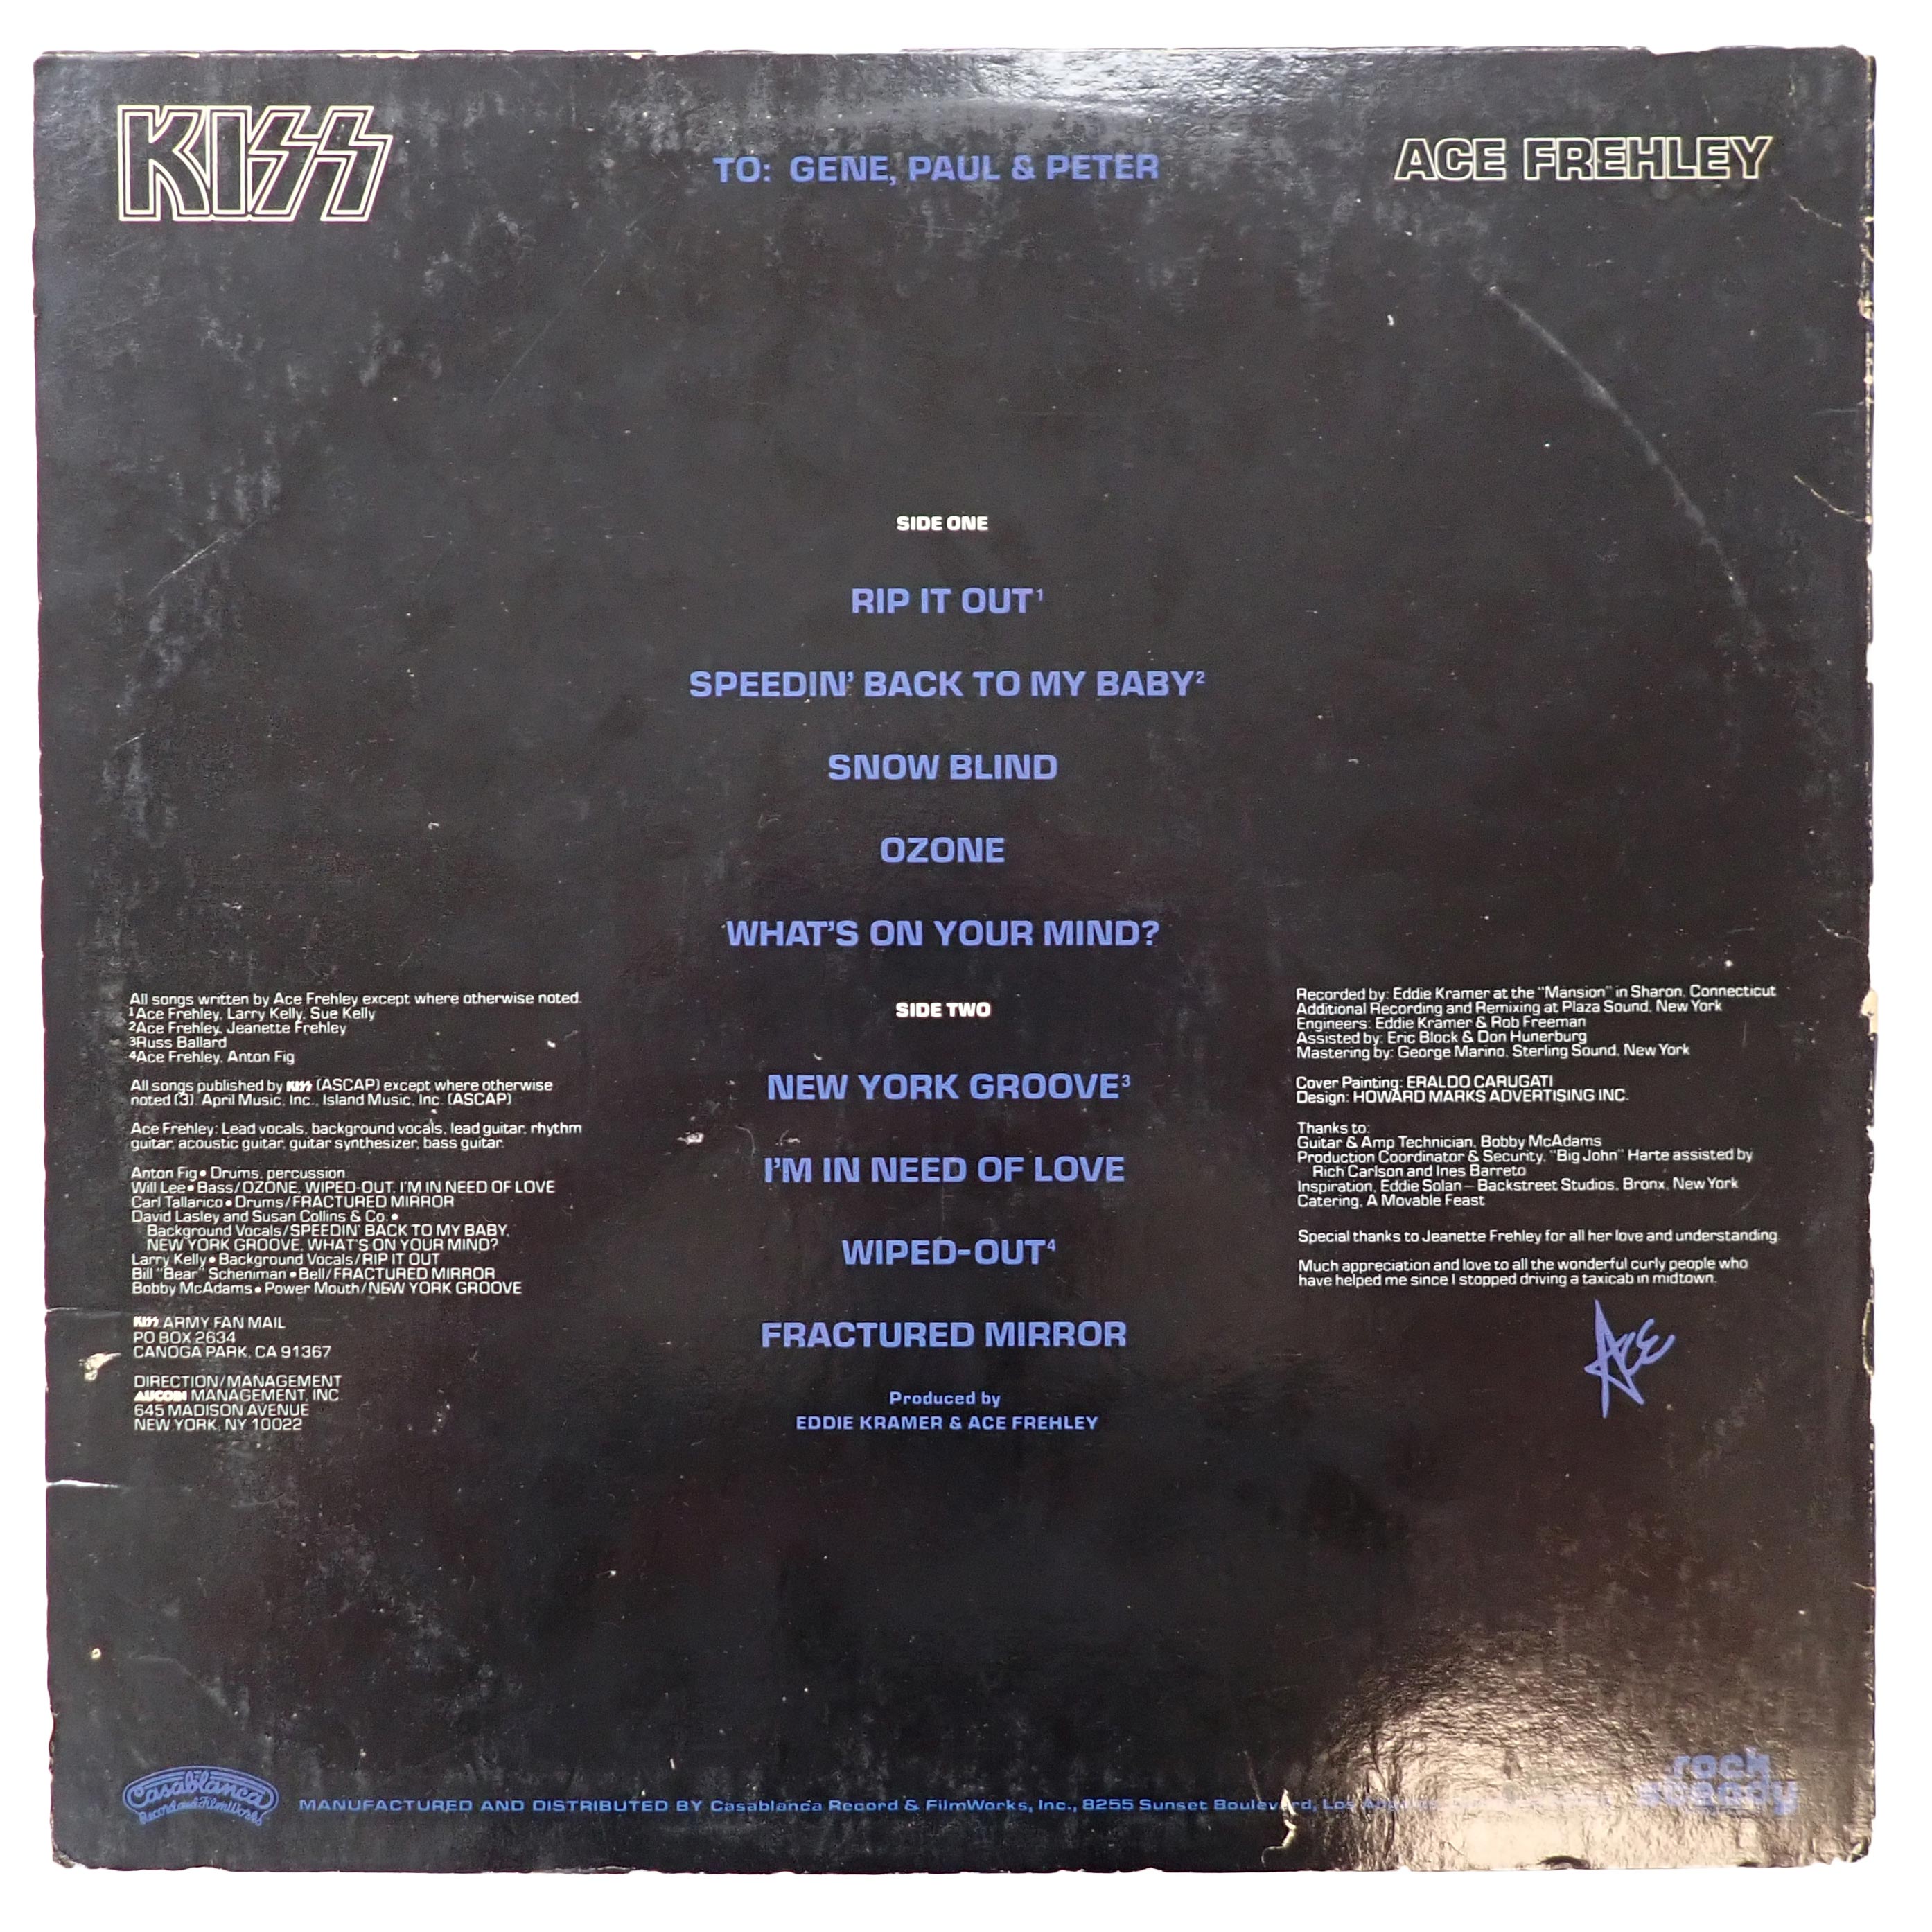 KISS
TO: GENE, PAUL & PETER
ACE FREHLEY
SIDE ONE
RIP IT OUT¹
SPEEDIN' BACK TO MY BABY²
SNOW BLIND
OZONE
WHAT'S ON YOUR MIND?
SIDE TWO
NEW YORK GROOVE³
I'M IN NEED OF LOVE
WIPED-OUT⁴
FRACTURED MIRROR
Produced by
EDDIE KRAMER & ACE FREHLEY
All songs written by Ace Frehley except where otherwise noted.
¹Ace Frehley, Larry Kelly, Sue Kelly
²Ace Frehley, Jeanette Frehley
³Russ Ballard
⁴Ace Frehley, Anton Fig
All songs published by KISS (ASCAP) except where otherwise
noted (3). April Music, Inc., Island Music, Inc. (ASCAP)
Ace Frehley: Lead vocals, background vocals, lead guitar, rhythm
guitar, acoustic guitar, guitar synthesizer, bass guitar.
Anton Fig • Drums, percussion
Will Lee • Bass/OZONE, WIPED-OUT, I'M IN NEED OF LOVE
Carl Tallarico • Drums/FRACTURED MIRROR
David Lasley and Susan Collins & Co. •
Background Vocals/SPEEDIN' BACK TO MY BABY,
NEW YORK GROOVE, WHAT'S ON YOUR MIND?
Larry Kelly • Background Vocals/RIP IT OUT
Bill "Bear" Scheniman • Bell/FRACTURED MIRROR
Bobby McAdams • Power Mouth/NEW YORK GROOVE
KISS ARMY FAN MAIL
PO BOX 2634
CANOGA PARK, CA 91367
DIRECTION/MANAGEMENT
AUCOIN MANAGEMENT, INC
645 MADISON AVENUE
NEW YORK, NY 10022
Recorded by: Eddie Kramer at the "Mansion" in Sharon, Connecticut
Additional Recording and Remixing at Plaza Sound, New York
Engineers: Eddie Kramer & Rob Freeman
Assisted by: Eric Block & Don Hunerburg
Mastering by: George Marino, Sterling Sound, New York
Cover Painting: ERALDO CARUGATI
Design: HOWARD MARKS ADVERTISING INC.
Thanks to:
Guitar & Amp Technician, Bobby McAdams
Production Coordinator & Security, "Big John" Harte assisted by
Rich Carlson and Ines Barreto
Inspiration, Eddie Solan – Backstreet Studios, Bronx, New York
Catering, A Movable Feast
Special thanks to Jeanette Frehley for all her love and understanding.
Much appreciation and love to all the wonderful curly people who
have helped me since I stopped driving a taxicab in midtown.
Ace
Casablanca
Record and FilmWorks
MANUFACTURED AND DISTRIBUTED BY Casablanca Record & FilmWorks, Inc., 8255 Sunset Boulevard, Los
rock
steady